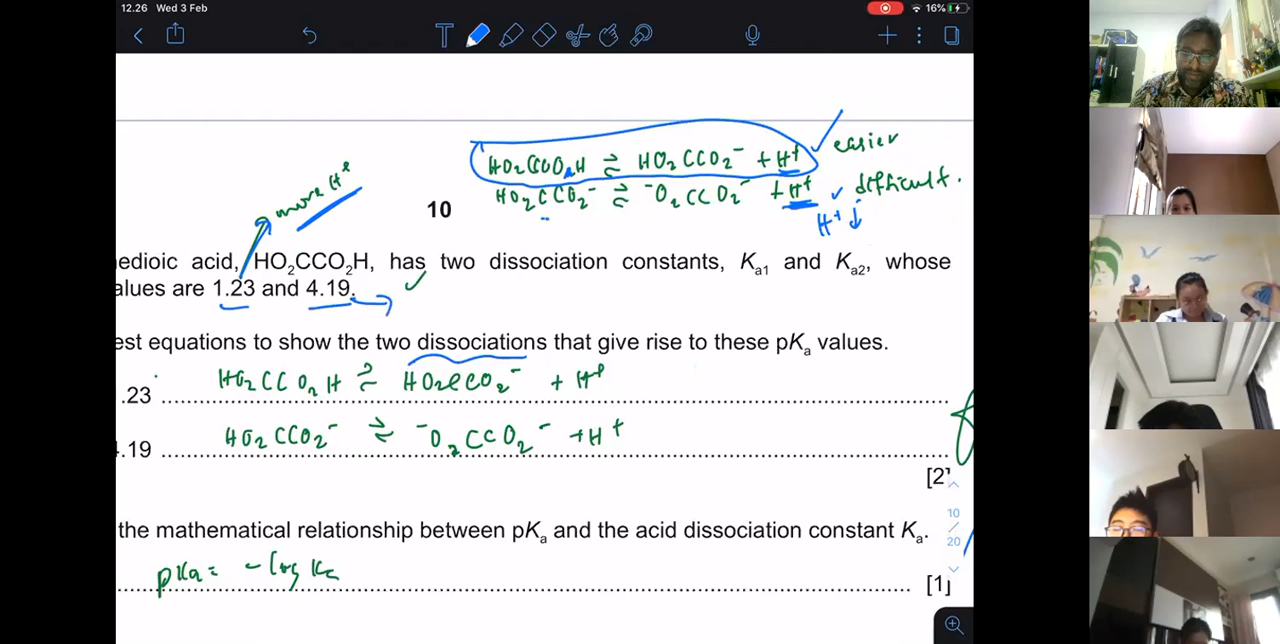 12.26 Wed 3 Feb
16%
HO₂CCO₂H ⇌ HO₂CCO₂⁻ + H⁺ easier
HO₂CCO₂⁻ ⇌ ⁻O₂CCO₂⁻ + H⁺ difficult.
H⁺ ↓
more H⁺
10
edioic acid, HO₂CCO₂H, has two dissociation constants, Kₐ₁ and Kₐ₂, whose
alues are 1.23 and 4.19.
est equations to show the two dissociations that give rise to these pKₐ values.
.23 HO₂CCO₂H ⇌ HO₂CCO₂⁻ + H⁺
.19 HO₂CCO₂⁻ ⇌ ⁻O₂CCO₂⁻ + H⁺
[2]
the mathematical relationship between pKₐ and the acid dissociation constant Kₐ.
pKa = - log Ka
[1]
10
/
20